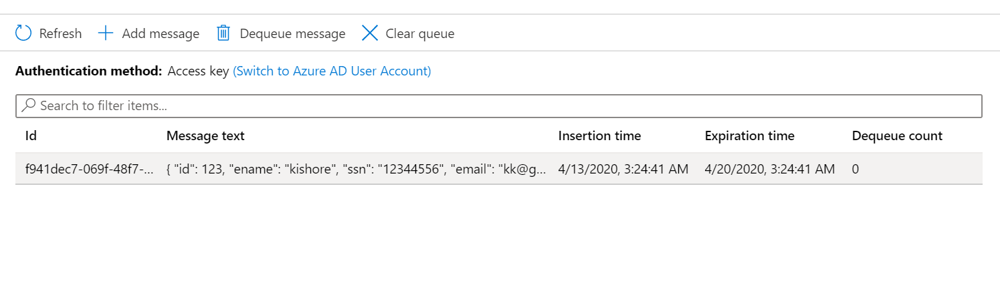 Refresh Add message Dequeue message Clear queue
Authentication method: Access key (Switch to Azure AD User Account)
Search to filter items...
Id Message text Insertion time Expiration time Dequeue count
f941dec7-069f-48f7-... { "id": 123, "ename": "kishore", "ssn": "12344556", "email": "kk@g... 4/13/2020, 3:24:41 AM 4/20/2020, 3:24:41 AM 0